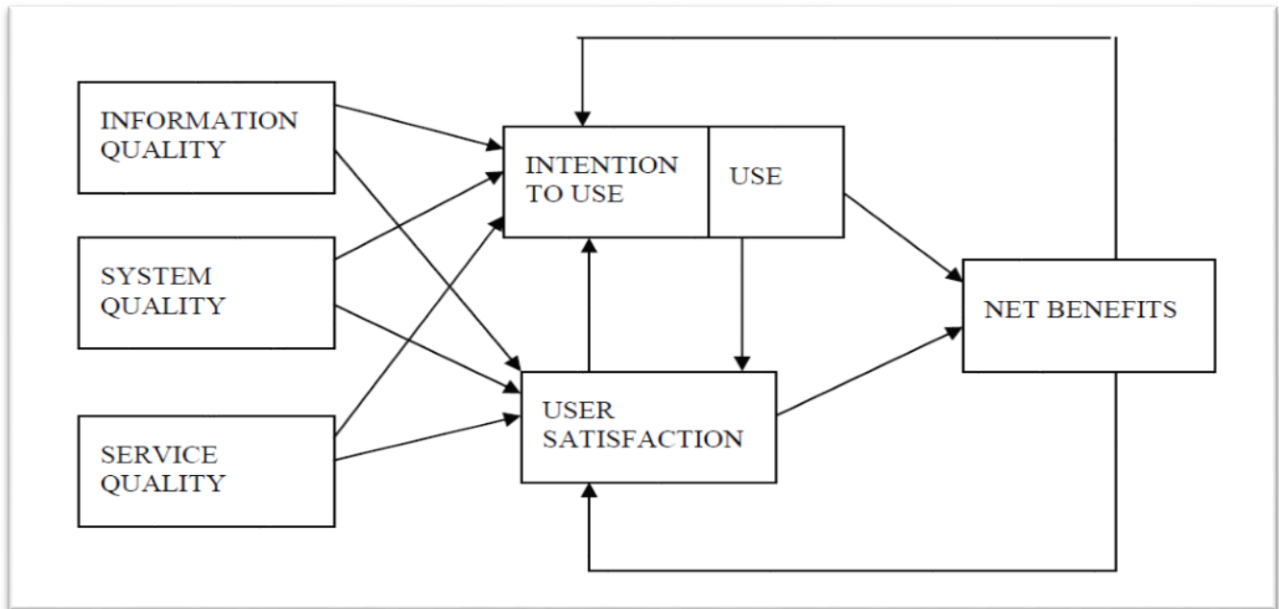 INFORMATION
QUALITY
SYSTEM
QUALITY
SERVICE
QUALITY
INTENTION
TO USE
USE
USER
SATISFACTION
NET BENEFITS